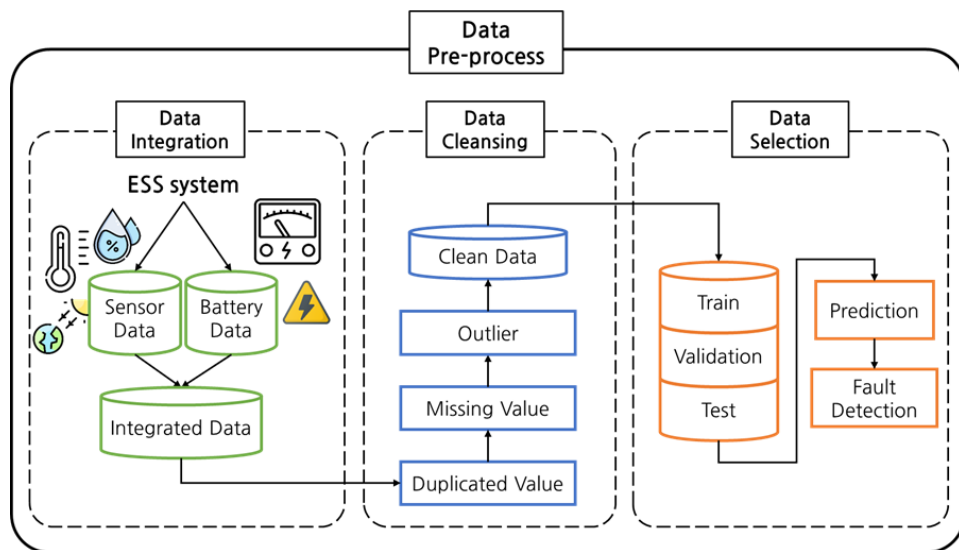 Data
Pre-process
Data
Integration
ESS system
%
Sensor
Data
Battery
Data
Integrated Data
Data
Cleansing
Clean Data
Outlier
Missing Value
Duplicated Value
Data
Selection
Train
Validation
Test
Prediction
Fault
Detection